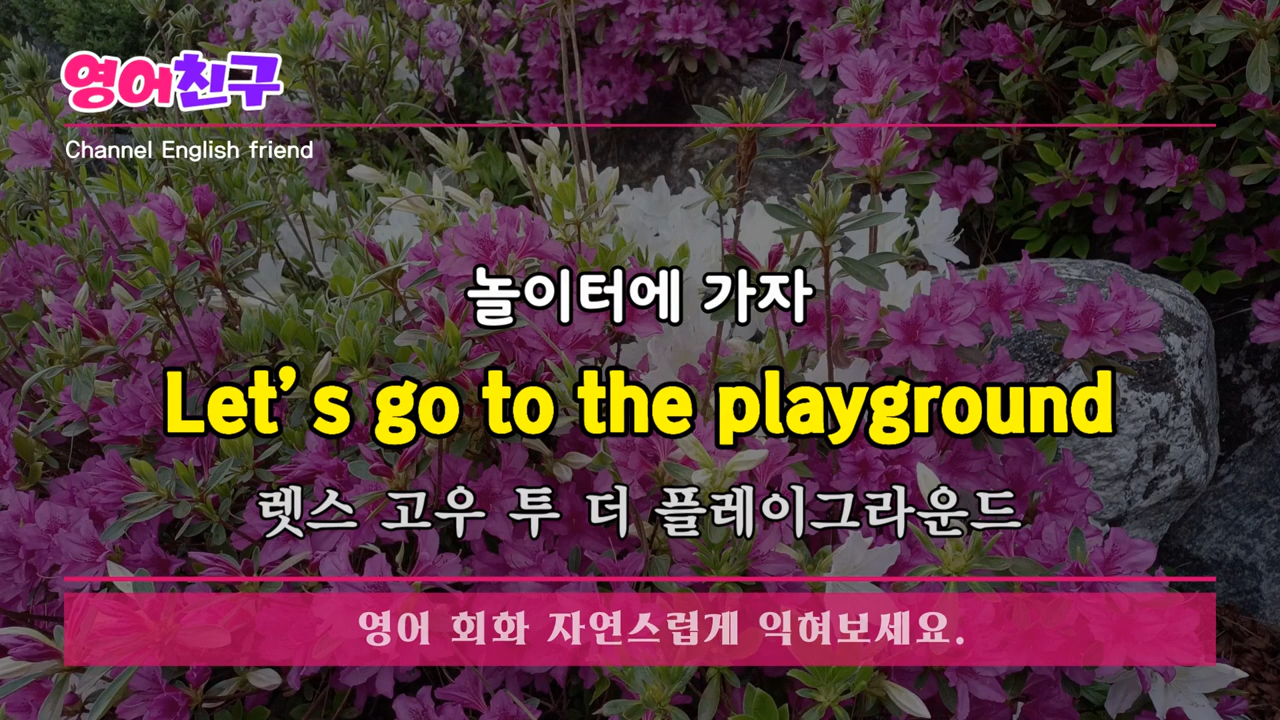 영어친구
Channel English friend
놀이터에 가자
Let's go to the playground
렛스 고우 투 더 플레이그라운드
영어 회화 자연스럽게 익혀보세요.